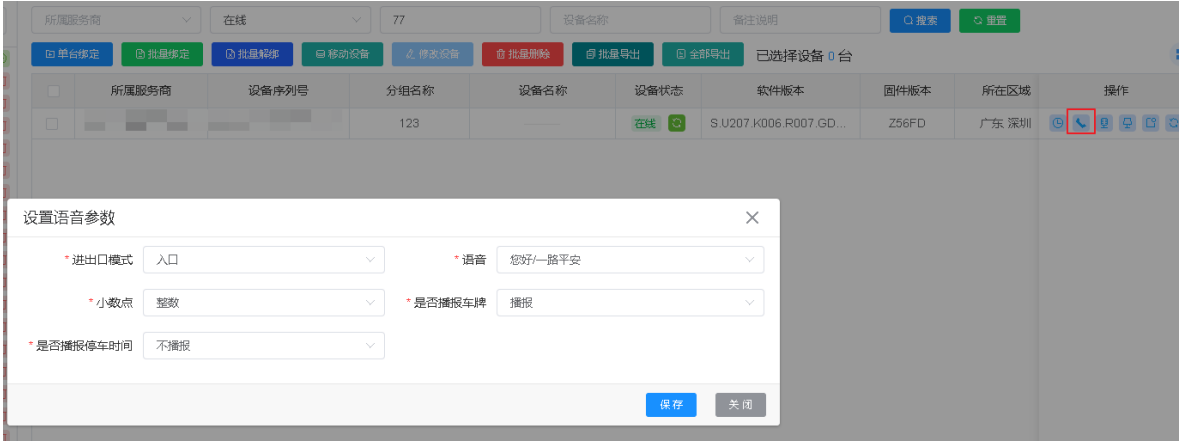 所属服务商 在线 77 设备名称 备注说明 搜索 重置
单台绑定 批量绑定 批量解绑 移动设备 修改设备 批量删除 批量导出 全部导出 已选择设备 0 台
所属服务商 设备序列号 分组名称 设备名称 设备状态 软件版本 固件版本 所在区域 操作
123 在线 S.U207.K006.R007.GD... Z56FD 广东 深圳
设置语音参数
* 进出口模式 入口 * 语音 您好/一路平安
* 小数点 整数 * 是否播报车牌 播报
* 是否播报停车时间 不播报
保存 关闭